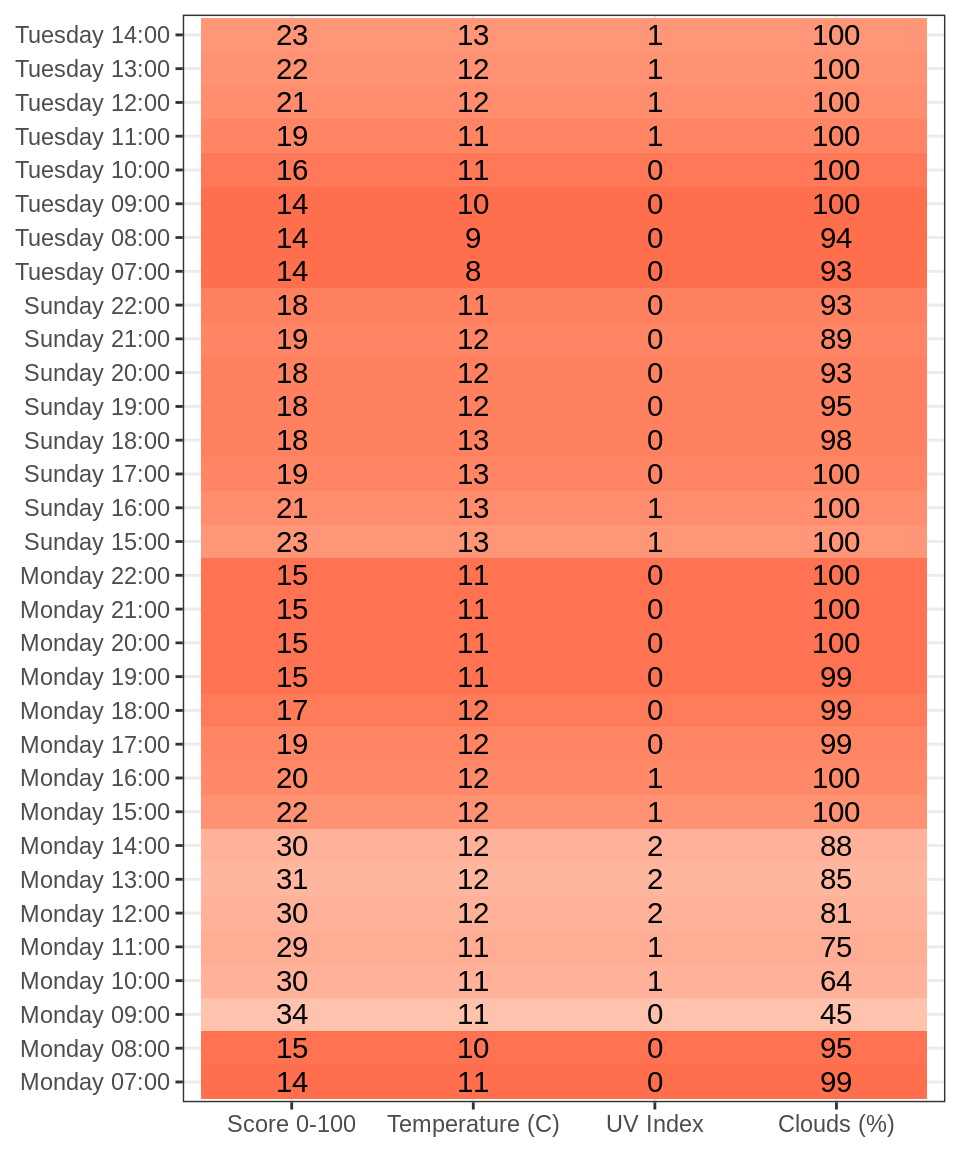 Tuesday 14:00 23 13 1 100
Tuesday 13:00 22 12 1 100
Tuesday 12:00 21 12 1 100
Tuesday 11:00 19 11 1 100
Tuesday 10:00 16 11 0 100
Tuesday 09:00 14 10 0 100
Tuesday 08:00 14 9 0 94
Tuesday 07:00 14 8 0 93
Sunday 22:00 18 11 0 93
Sunday 21:00 19 12 0 89
Sunday 20:00 18 12 0 93
Sunday 19:00 18 12 0 95
Sunday 18:00 18 13 0 98
Sunday 17:00 19 13 0 100
Sunday 16:00 21 13 1 100
Sunday 15:00 23 13 1 100
Monday 22:00 15 11 0 100
Monday 21:00 15 11 0 100
Monday 20:00 15 11 0 100
Monday 19:00 15 11 0 99
Monday 18:00 17 12 0 99
Monday 17:00 19 12 0 99
Monday 16:00 20 12 1 100
Monday 15:00 22 12 1 100
Monday 14:00 30 12 2 88
Monday 13:00 31 12 2 85
Monday 12:00 30 12 2 81
Monday 11:00 29 11 1 75
Monday 10:00 30 11 1 64
Monday 09:00 34 11 0 45
Monday 08:00 15 10 0 95
Monday 07:00 14 11 0 99
Score 0-100 Temperature (C) UV Index Clouds (%)